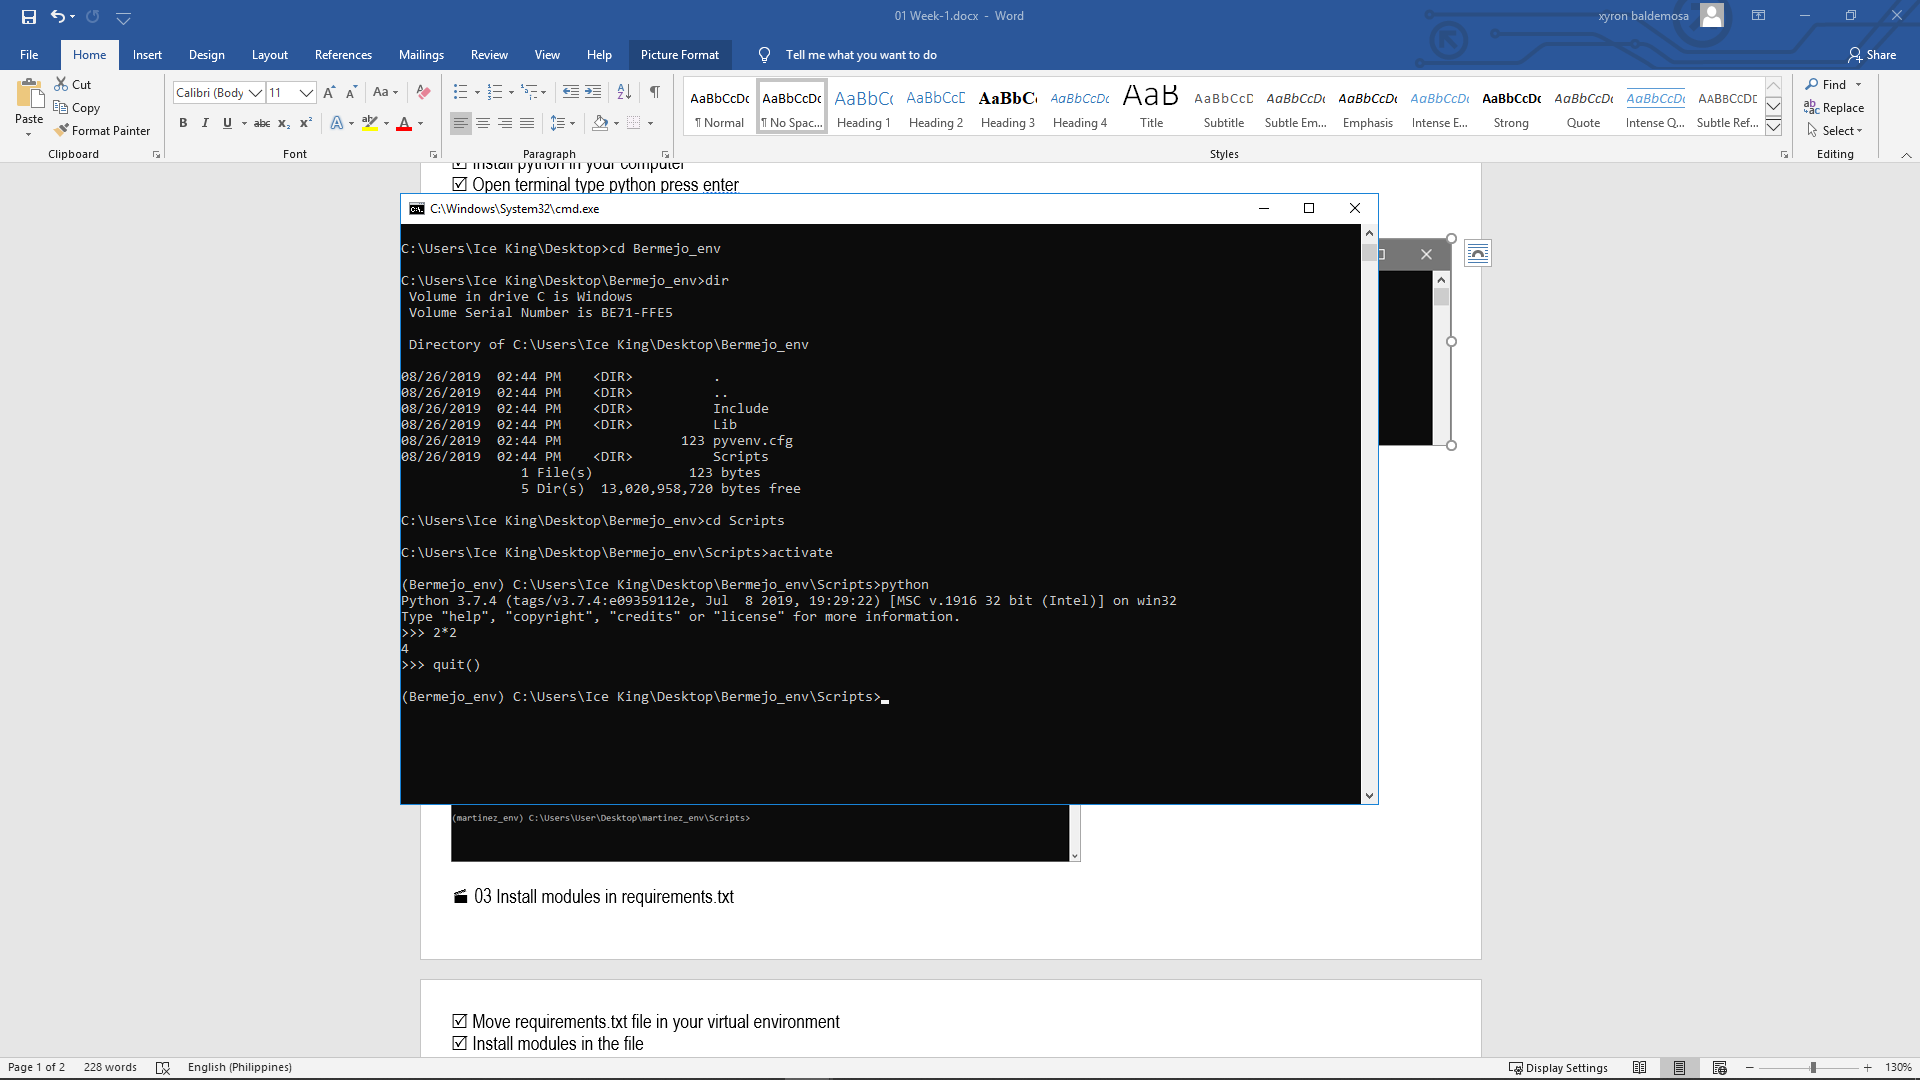 01 Week-1.docx - Word
xyron baldemosa
File Home Insert Design Layout References Mailings Review View Help Picture Format Tell me what you want to do Share
Paste
Cut
Copy
Format Painter
Clipboard
Calibri (Body 11
Font
Paragraph
AaBbCcDc AaBbCcDc AaBbCc AaBbCcD AaBbC AaBbCcDc AaB AaBbCcD AaBbCcDc AaBbCcDc AaBbCcDc AaBbCcDc AaBbCcDc AaBbCcDc AABBCCDE
¶ Normal ¶ No Spac... Heading 1 Heading 2 Heading 3 Heading 4 Title Subtitle Subtle Em... Emphasis Intense E... Strong Quote Intense Q... Subtle Ref...
Styles
Find
Replace
Select
Editing
Install python in your computer
Open terminal type python press enter
C:\Windows\System32\cmd.exe
C:\Users\Ice King\Desktop>cd Bermejo_env
C:\Users\Ice King\Desktop\Bermejo_env>dir
Volume in drive C is Windows
Volume Serial Number is BE71-FFE5
Directory of C:\Users\Ice King\Desktop\Bermejo_env
08/26/2019  02:44 PM    <DIR>          .
08/26/2019  02:44 PM    <DIR>          ..
08/26/2019  02:44 PM    <DIR>          Include
08/26/2019  02:44 PM    <DIR>          Lib
08/26/2019  02:44 PM               123 pyvenv.cfg
08/26/2019  02:44 PM    <DIR>          Scripts
1 File(s)            123 bytes
5 Dir(s)  13,020,958,720 bytes free
C:\Users\Ice King\Desktop\Bermejo_env>cd Scripts
C:\Users\Ice King\Desktop\Bermejo_env\Scripts>activate
(Bermejo_env) C:\Users\Ice King\Desktop\Bermejo_env\Scripts>python
Python 3.7.4 (tags/v3.7.4:e09359112e, Jul  8 2019, 19:29:22) [MSC v.1916 32 bit (Intel)] on win32
Type "help", "copyright", "credits" or "license" for more information.
>>> 2*2
4
>>> quit()
(Bermejo_env) C:\Users\Ice King\Desktop\Bermejo_env\Scripts>
(martinez_env) C:\Users\User\Desktop\martinez_env\Scripts>
03 Install modules in requirements.txt
Move requirements.txt file in your virtual environment
Install modules in the file
Page 1 of 2 228 words English (Philippines) Display Settings 130%